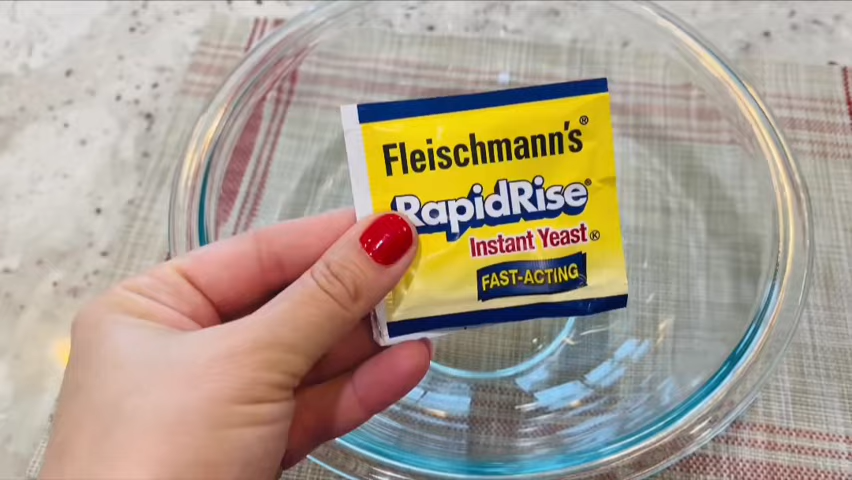 Fleischmann's®
RapidRise®
Instant Yeast®
FAST-ACTING